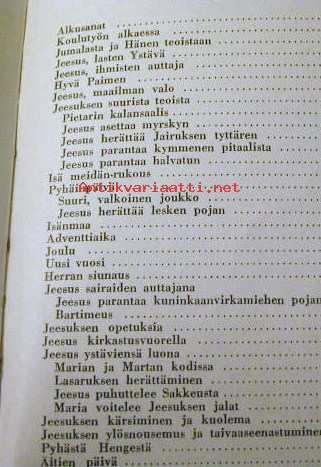 Alkusanat
Koulutyön alkaessa
Jumalasta ja Hänen teoistaan
Jeesus, lasten Ystävä
Jeesus, ihmisten auttaja
Hyvä Paimen
Jeesus, maailman valo
Jeesuksen suurista teoista
Pietarin kalansaalis
Jeesus asettaa myrskyn
Jeesus herättää Jairuksen tyttären
Jeesus parantaa kymmenen pitaalista
Jeesus parantaa halvatun
Isä meidän-rukous
Antikvariaatti.net
Suuri, valkoinen joukko
Jeesus herättää lesken pojan
Isänmaa
Adventtiaika
Joulu
Uusi vuosi
Herran siunaus
Jeesus sairaiden auttajana
Jeesus parantaa kuninkaanvirkamiehen pojan
Bartimeus
Jeesuksen opetuksia
Jeesus kirkastusvuorella
Jeesus ystäviensä luona
Marian ja Martan kodissa
Lasaruksen herättäminen
Jeesus puhuttelee Sakkeusta
Maria voitelee Jeesuksen jalat
Jeesuksen kärsiminen ja kuolema
Jeesuksen ylösnousemus ja taivaaseenastuminen
Pyhästä Hengestä
Äitien päivä